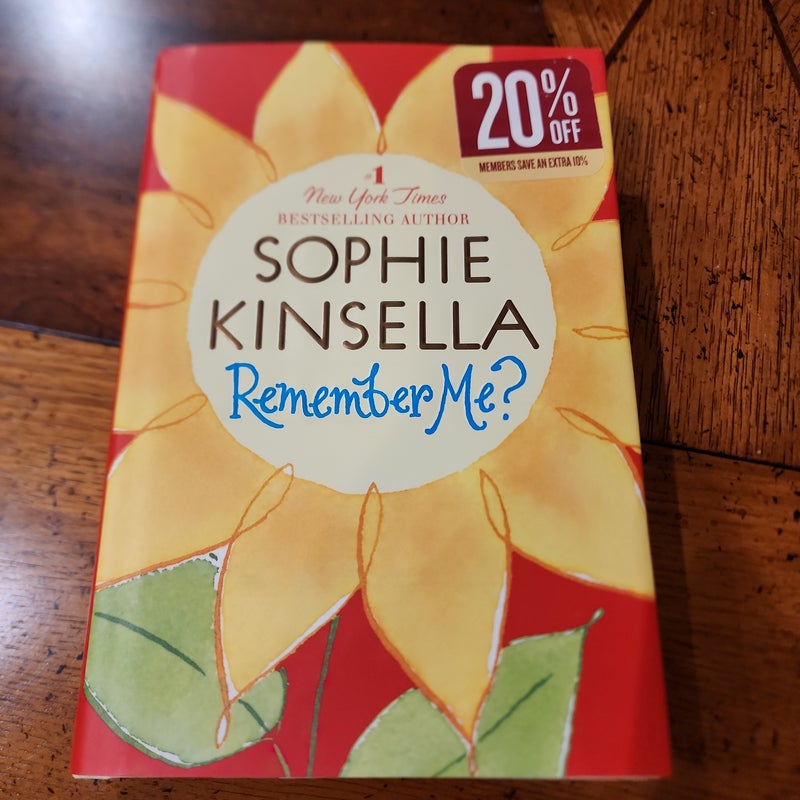 20% OFF
MEMBERS SAVE AN EXTRA 10%
#1
New York Times
BESTSELLING AUTHOR
SOPHIE
KINSELLA
Remember Me?